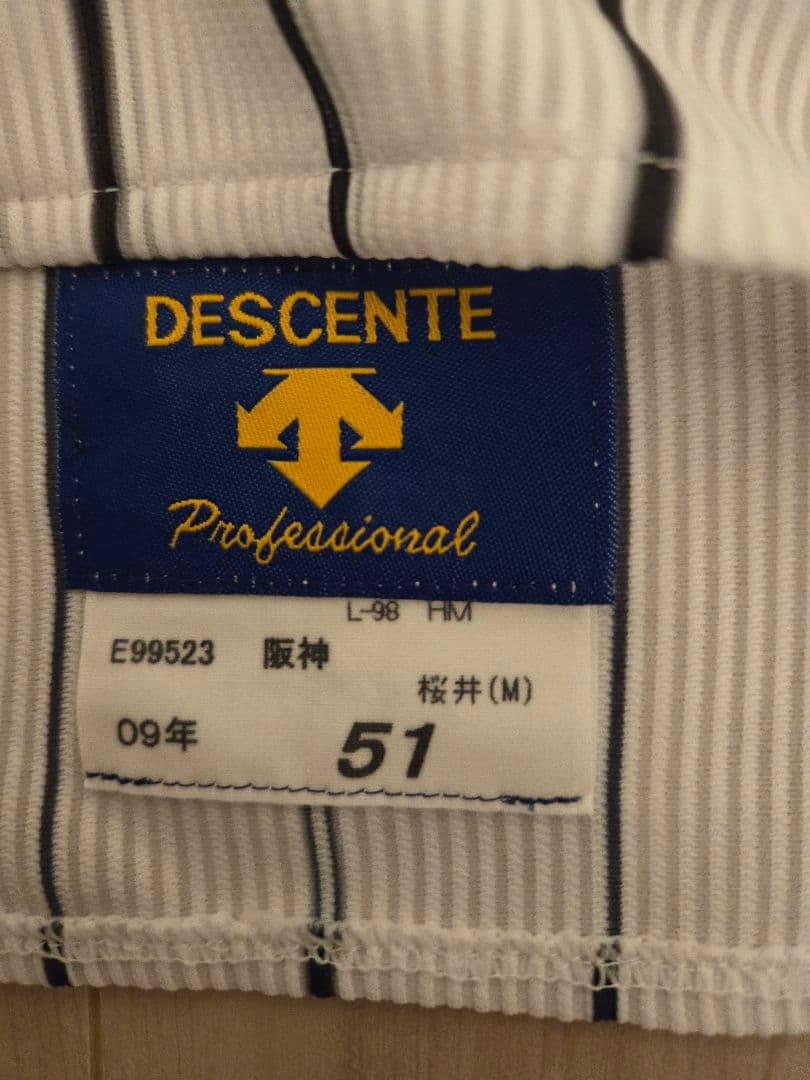 DESCENTE
Professional
L-98 HM
E99523 阪神
桜井(M)
09年 51